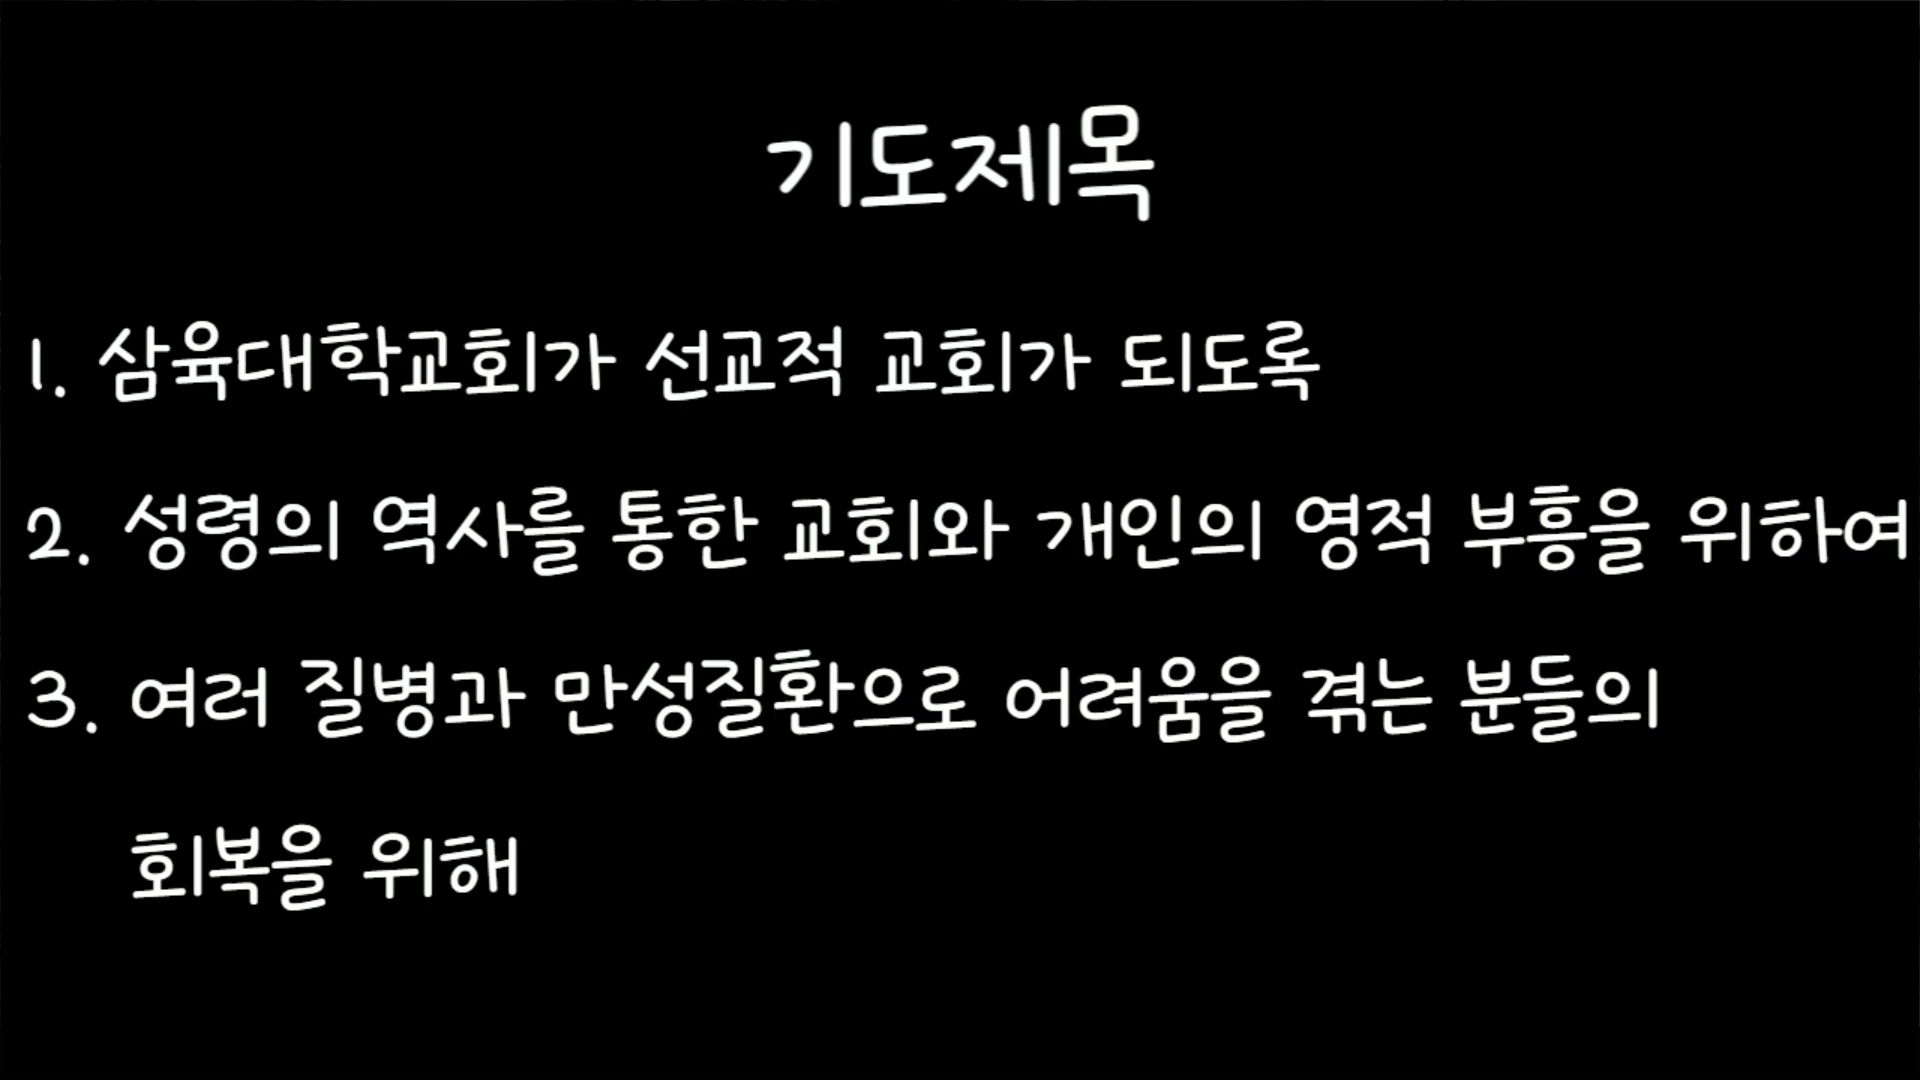 기도제목
1. 삼육대학교회가 선교적 교회가 되도록
2. 성령의 역사를 통한 교회와 개인의 영적 부흥을 위하여
3. 여러 질병과 만성질환으로 어려움을 겪는 분들의
회복을 위해